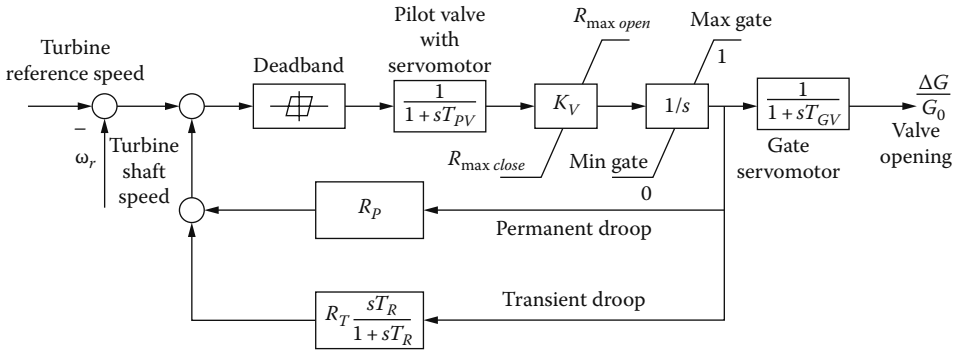 Turbine
reference speed
−
ω_r
Turbine
shaft
speed
Deadband
Pilot valve
with
servomotor
1
1 + sT_PV
R_max open
K_V
R_max close
Max gate
1
1/s
Min gate
0
1
1 + sT_GV
Gate
servomotor
ΔG
G_0
Valve
opening
R_P
Permanent droop
R_T sT_R
1 + sT_R
Transient droop